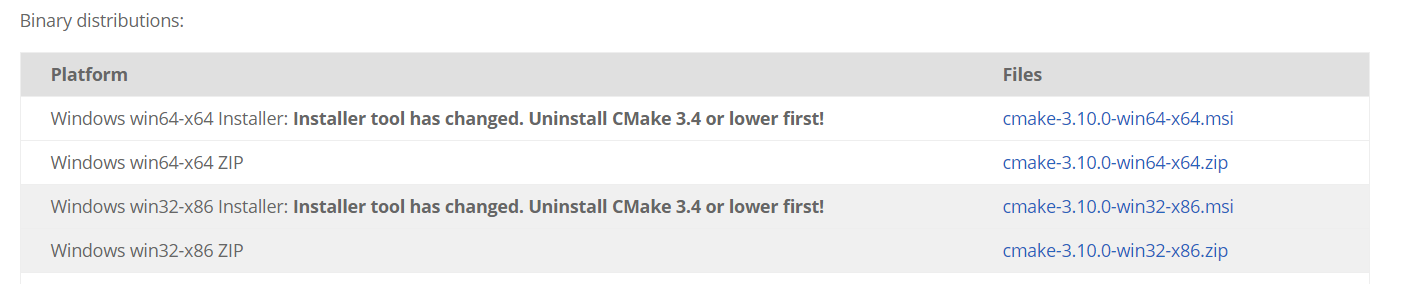 Binary distributions:
Platform Files
Windows win64-x64 Installer: Installer tool has changed. Uninstall CMake 3.4 or lower first! cmake-3.10.0-win64-x64.msi
Windows win64-x64 ZIP cmake-3.10.0-win64-x64.zip
Windows win32-x86 Installer: Installer tool has changed. Uninstall CMake 3.4 or lower first! cmake-3.10.0-win32-x86.msi
Windows win32-x86 ZIP cmake-3.10.0-win32-x86.zip